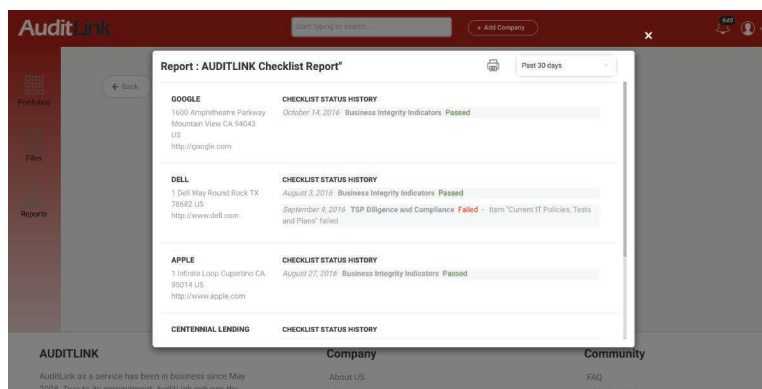 AuditLink
Start typing to search...
+ Add Company
945
×
Portfolios
Files
Reports
← Back
Report : AUDITLINK Checklist Report"
Past 30 days
GOOGLE
1600 Amphitheatre Parkway
Mountain View CA 94043
US
http://google.com
CHECKLIST STATUS HISTORY
October 14, 2016 Business Integrity Indicators Passed
DELL
1 Dell Way Round Rock TX
78682 US
http://www.dell.com
CHECKLIST STATUS HISTORY
August 3, 2016 Business Integrity Indicators Passed
September 9, 2016 TSP Diligence and Compliance Failed - Item "Current IT Policies, Tests
and Plans" failed
APPLE
1 Infinite Loop Cupertino CA
95014 US
http://www.apple.com
CHECKLIST STATUS HISTORY
August 27, 2016 Business Integrity Indicators Passed
CENTENNIAL LENDING
CHECKLIST STATUS HISTORY
AUDITLINK
AuditLink as a service has been in business since May
Company
About US
Community
FAQ